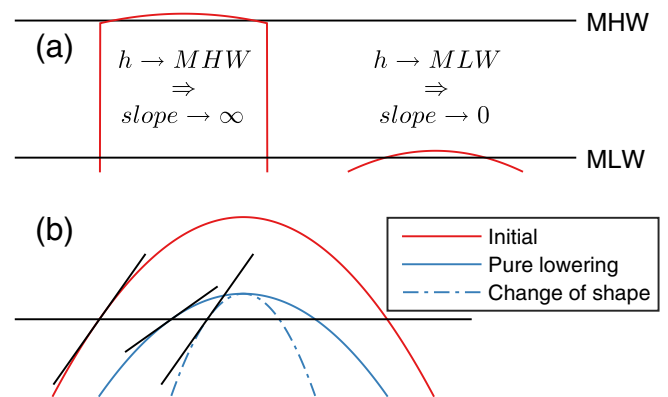 (a)
MHW
h → MHW
⇒
slope → ∞
h → MLW
⇒
slope → 0
MLW
(b)
Initial
Pure lowering
Change of shape